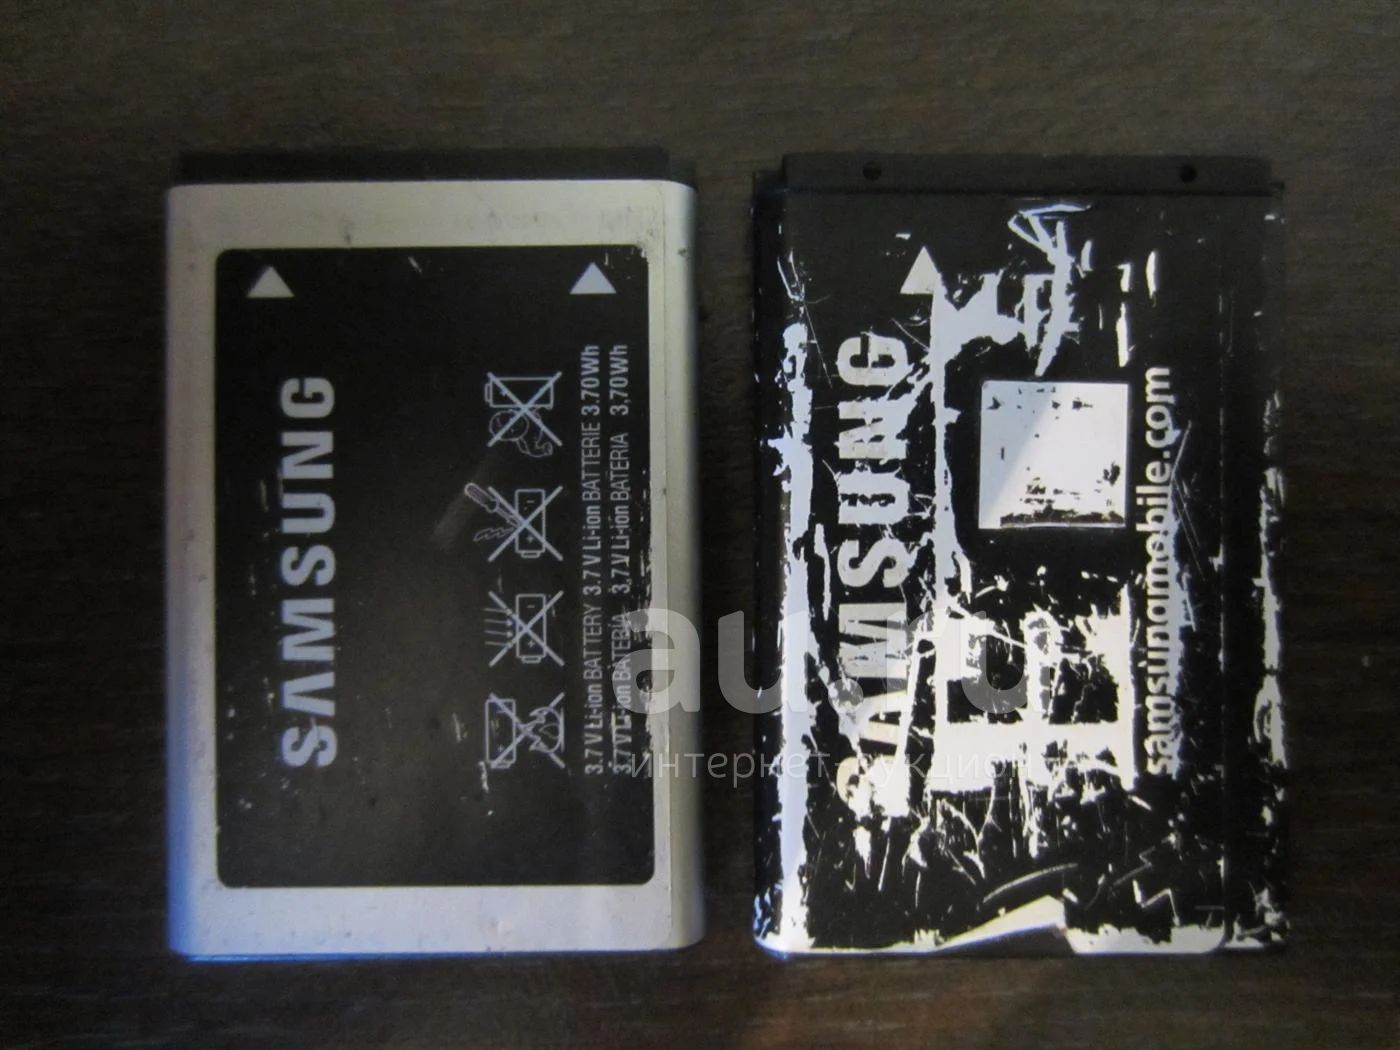 SAMSUNG
3.7 V Li-ion BATTERY 3.7 V Li-ion BATTERIE 3.70Wh
3,7 V Li-ion BATERÍA 3,7 V Li-ion BATERIA 3,70Wh
SAMSUNG
samsungmobile.com
au.ru
интернет аукцион